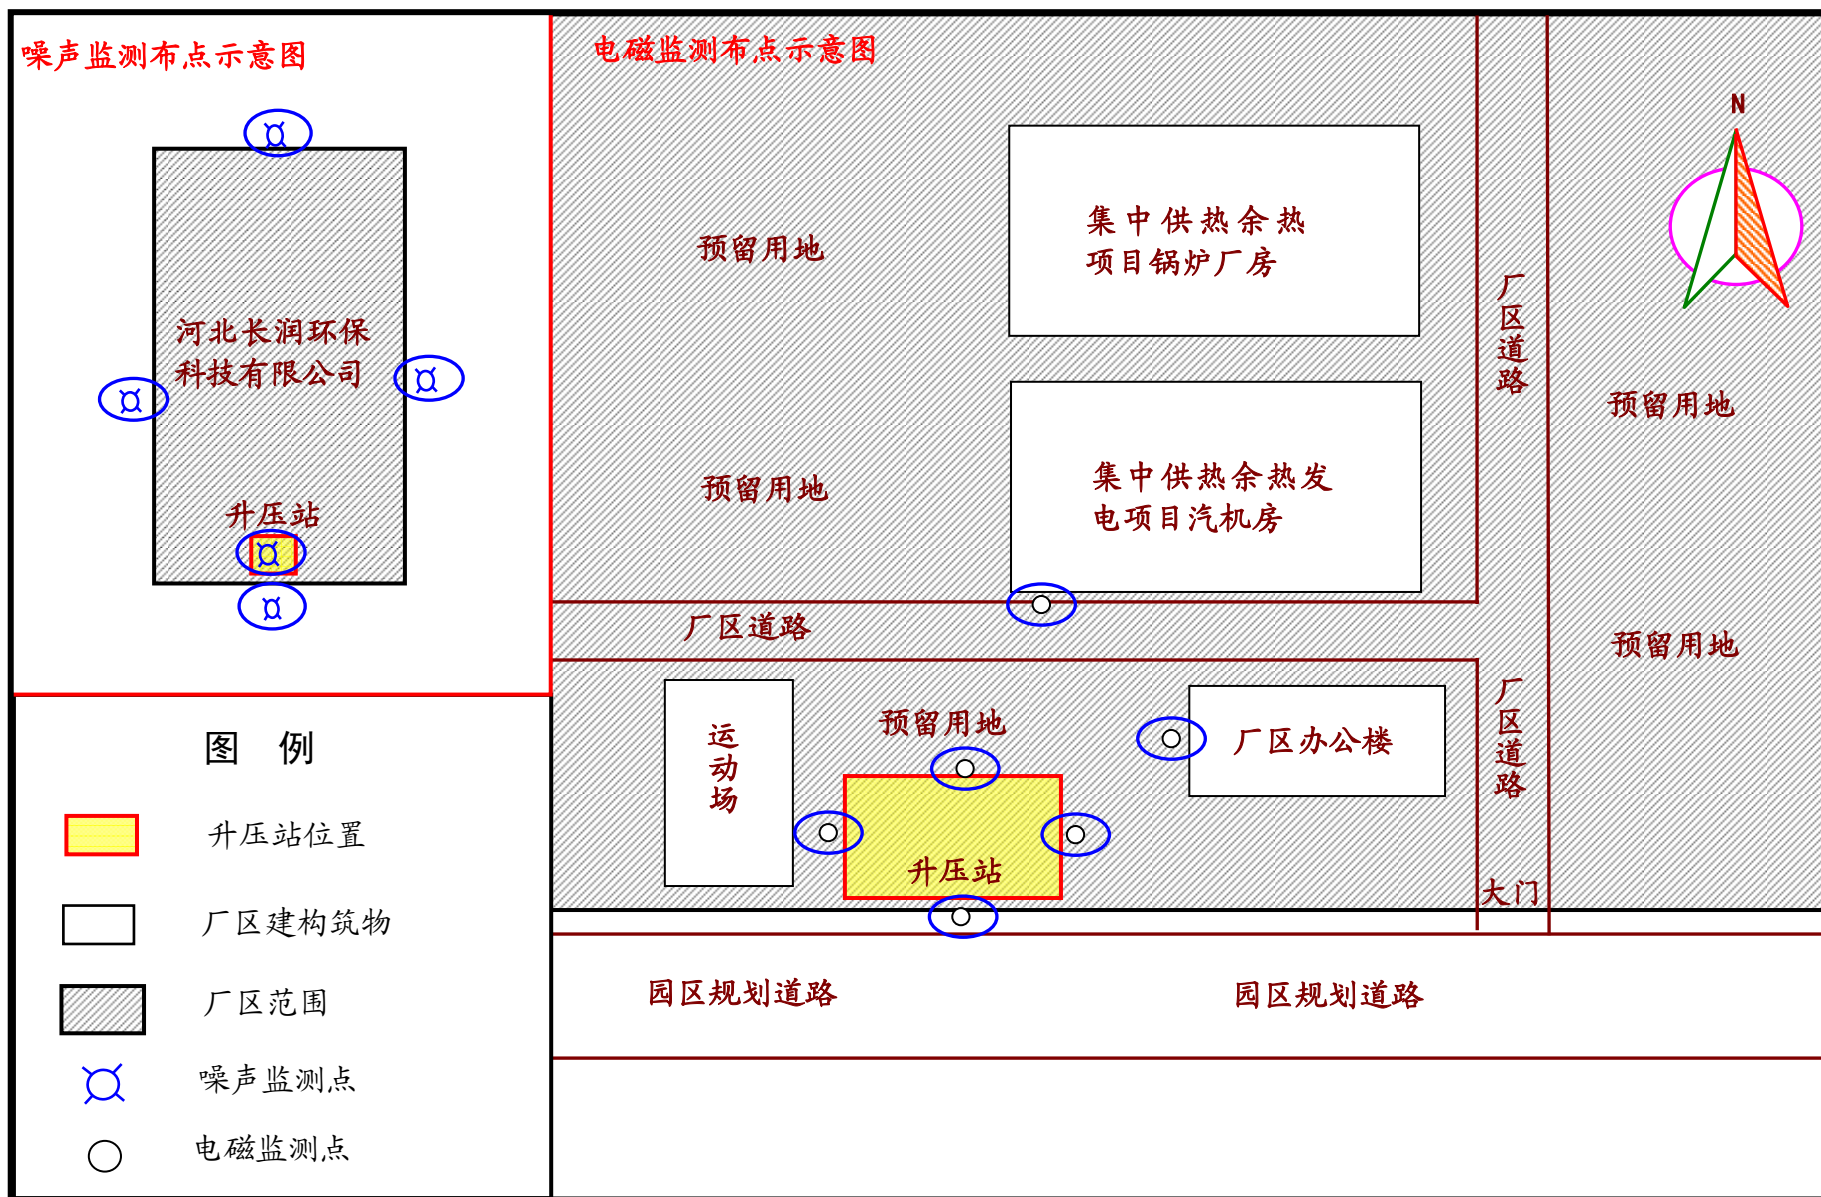 噪声监测布点示意图
河北长润环保
科技有限公司
升压站
电磁监测布点示意图
N
集中供热余热
项目锅炉厂房
预留用地
厂区道路
预留用地
集中供热余热发
电项目汽机房
预留用地
厂区道路
预留用地
运动场
预留用地
厂区办公楼
厂区道路
升压站
大门
园区规划道路
园区规划道路
图 例
升压站位置
厂区建构筑物
厂区范围
噪声监测点
电磁监测点